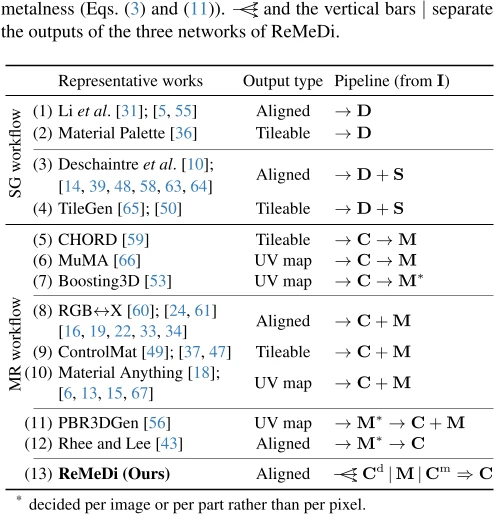 metalness (Eqs. (3) and (11)). ⋲ and the vertical bars | separate
the outputs of the three networks of ReMeDi.
Representative works Output type Pipeline (from I)
SG workflow
(1) Li et al. [31]; [5, 55] Aligned → D
(2) Material Palette [36] Tileable → D
(3) Deschaintre et al. [10];
[14, 39, 48, 58, 63, 64] Aligned → D + S
(4) TileGen [65]; [50] Tileable → D + S
MR workflow
(5) CHORD [59] Tileable → C → M
(6) MuMA [66] UV map → C → M
(7) Boosting3D [53] UV map → C → M*
(8) RGB↔X [60]; [24, 61]
[16, 19, 22, 33, 34] Aligned → C + M
(9) ControlMat [49]; [37, 47] Tileable → C + M
(10) Material Anything [18];
[6, 13, 15, 67] UV map → C + M
(11) PBR3DGen [56] UV map → M* → C + M
(12) Rhee and Lee [43] Aligned → M* → C
(13) ReMeDi (Ours) Aligned ⋲ Cᵈ | M | Cᵐ ⇒ C
* decided per image or per part rather than per pixel.